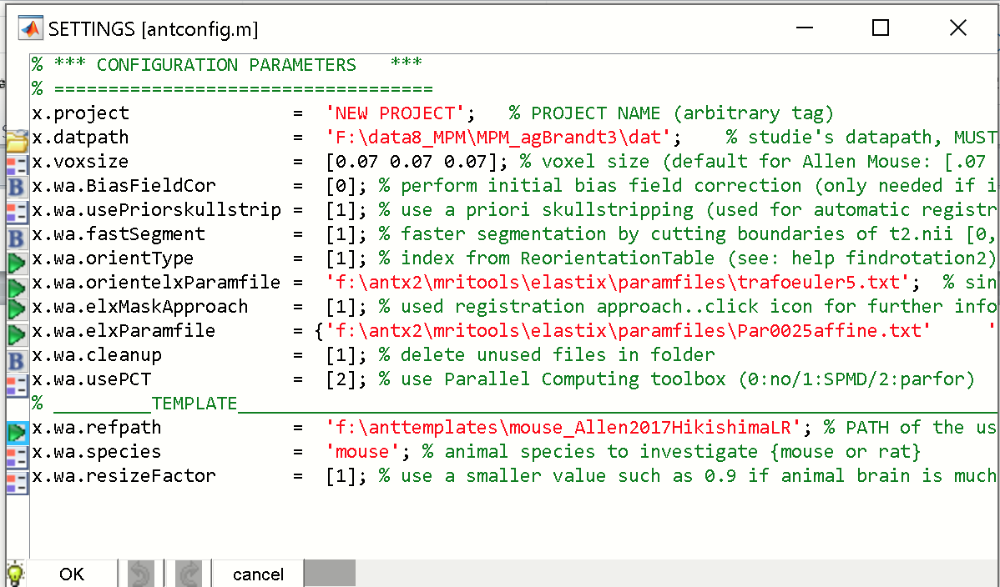 SETTINGS [antconfig.m]
% *** CONFIGURATION PARAMETERS   ***
% ===================================
x.project               =  'NEW PROJECT';   % PROJECT NAME (arbitrary tag)
x.datpath               =  'F:\data8_MPM\MPM_agBrandt3\dat';    % studie's datapath, MUST
x.voxsize               =  [0.07 0.07 0.07]; % voxel size (default for Allen Mouse: [.07
x.wa.BiasFieldCor       =  [0]; % perform initial bias field correction (only needed if i
x.wa.usePriorskullstrip =  [1]; % use a priori skullstripping (used for automatic registr
x.wa.fastSegment        =  [1]; % faster segmentation by cutting boundaries of t2.nii [0,
x.wa.orientType         =  [1]; % index from ReorientationTable (see: help findrotation2)
x.wa.orientelxParamfile =  'f:\antx2\mritools\elastix\paramfiles\trafoeuler5.txt';  % sin
x.wa.elxMaskApproach    =  [1]; % used registration approach..click icon for further info
x.wa.elxParamfile       = {'f:\antx2\mritools\elastix\paramfiles\Par0025affine.txt'     '
x.wa.cleanup            =  [1]; % delete unused files in folder
x.wa.usePCT             =  [2]; % use Parallel Computing toolbox (0:no/1:SPMD/2:parfor)
% _________TEMPLATE______________________________________________________________________
x.wa.refpath            =  'f:\anttemplates\mouse_Allen2017HikishimaLR'; % PATH of the us
x.wa.species            =  'mouse'; % animal species to investigate {mouse or rat}
x.wa.resizeFactor       =  [1]; % use a smaller value such as 0.9 if animal brain is much
OK cancel